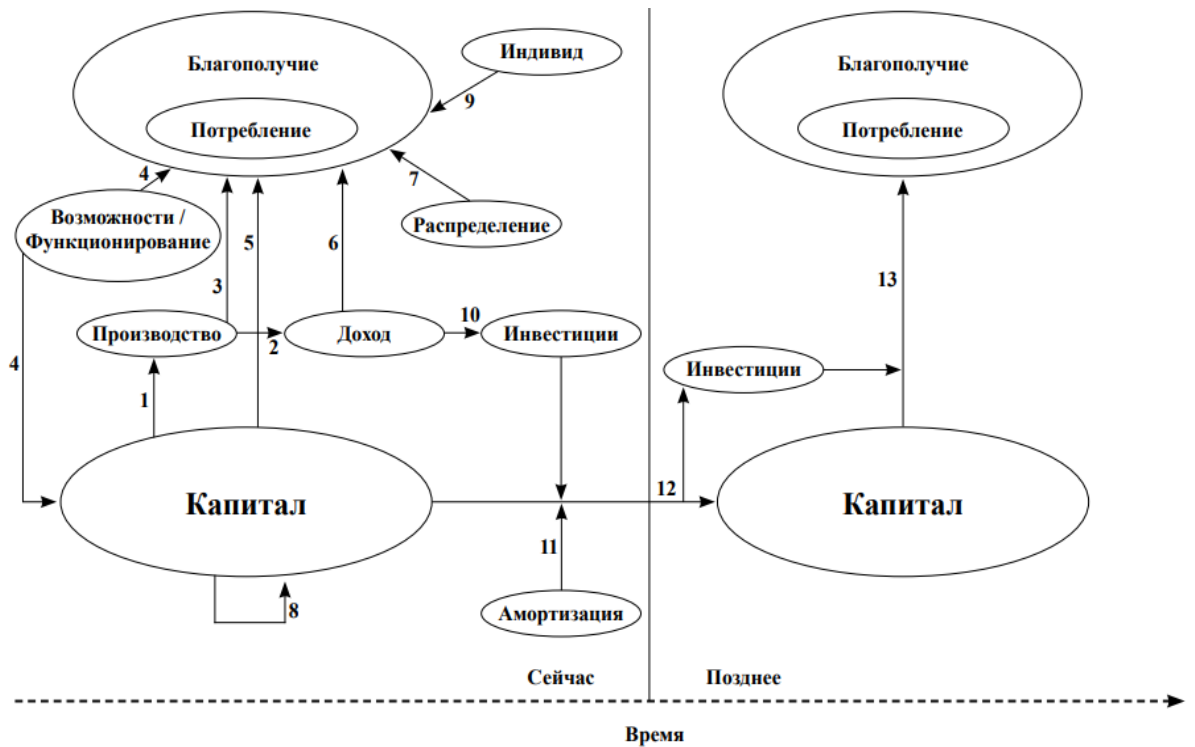 Благополучие
Потребление
Индивид
9
7
Распределение
4
Возможности /
Функционирование
3
5
6
Производство
2
Доход
10
Инвестиции
4
1
Капитал
8
11
Амортизация
12
Благополучие
Потребление
13
Инвестиции
Капитал
Сейчас
Позднее
Время